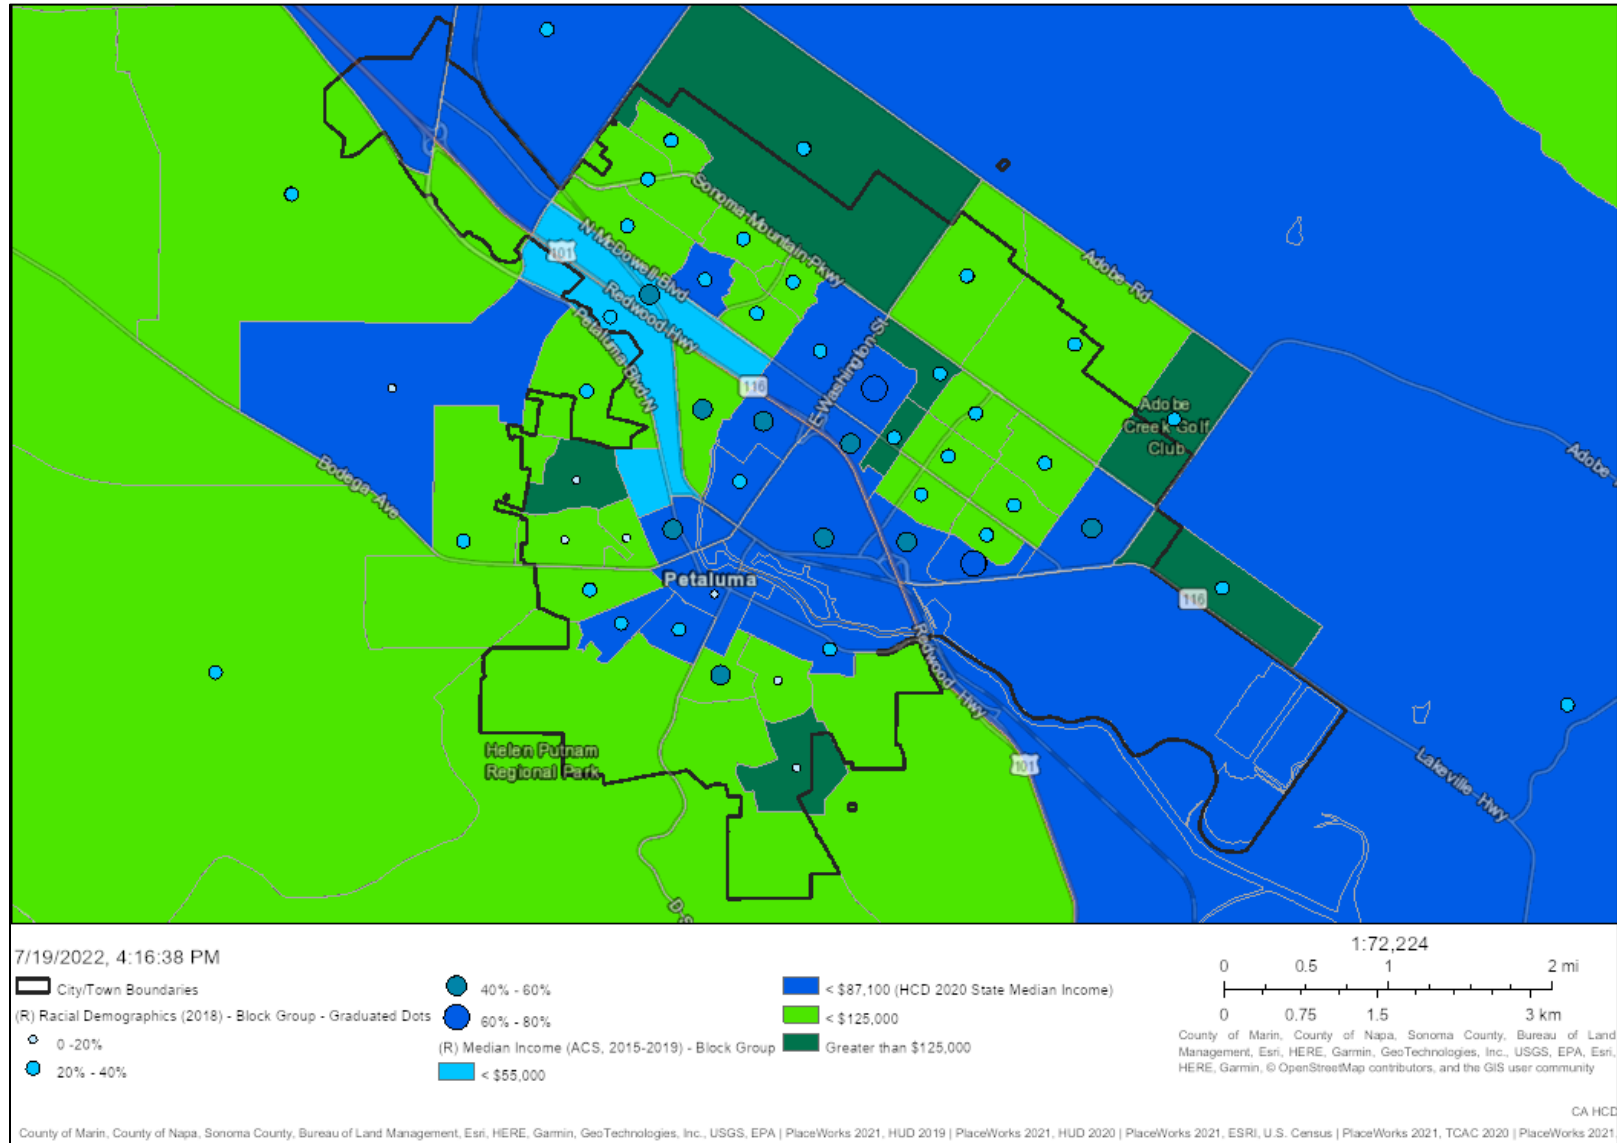 Sonoma-Mountain-Pkwy
N-McDowell-Blvd
101
Redwood-Hwy
Petaluma-Blvd-N
116
E-Washington-St
Adobe-Rd
Adobe
Creek Golf
Club
Adobe-
Bodega-Ave
Petaluma
116
Redwood-Hwy
Helen Putnam
Regional Park
101
Lakeville-Hwy
D-S
7/19/2022, 4:16:38 PM
City/Town Boundaries
(R) Racial Demographics (2018) - Block Group - Graduated Dots
0 -20%
20% - 40%
40% - 60%
60% - 80%
(R) Median Income (ACS, 2015-2019) - Block Group
< $55,000
< $87,100 (HCD 2020 State Median Income)
< $125,000
Greater than $125,000
1:72,224
0 0.5 1 2 mi
0 0.75 1.5 3 km
County of Marin, County of Napa, Sonoma County, Bureau of Land
Management, Esri, HERE, Garmin, GeoTechnologies, Inc., USGS, EPA, Esri,
HERE, Garmin, © OpenStreetMap contributors, and the GIS user community
CA HCD
County of Marin, County of Napa, Sonoma County, Bureau of Land Management, Esri, HERE, Garmin, GeoTechnologies, Inc., USGS, EPA | PlaceWorks 2021, HUD 2019 | PlaceWorks 2021, HUD 2020 | PlaceWorks 2021, ESRI, U.S. Census | PlaceWorks 2021, TCAC 2020 | PlaceWorks 2021